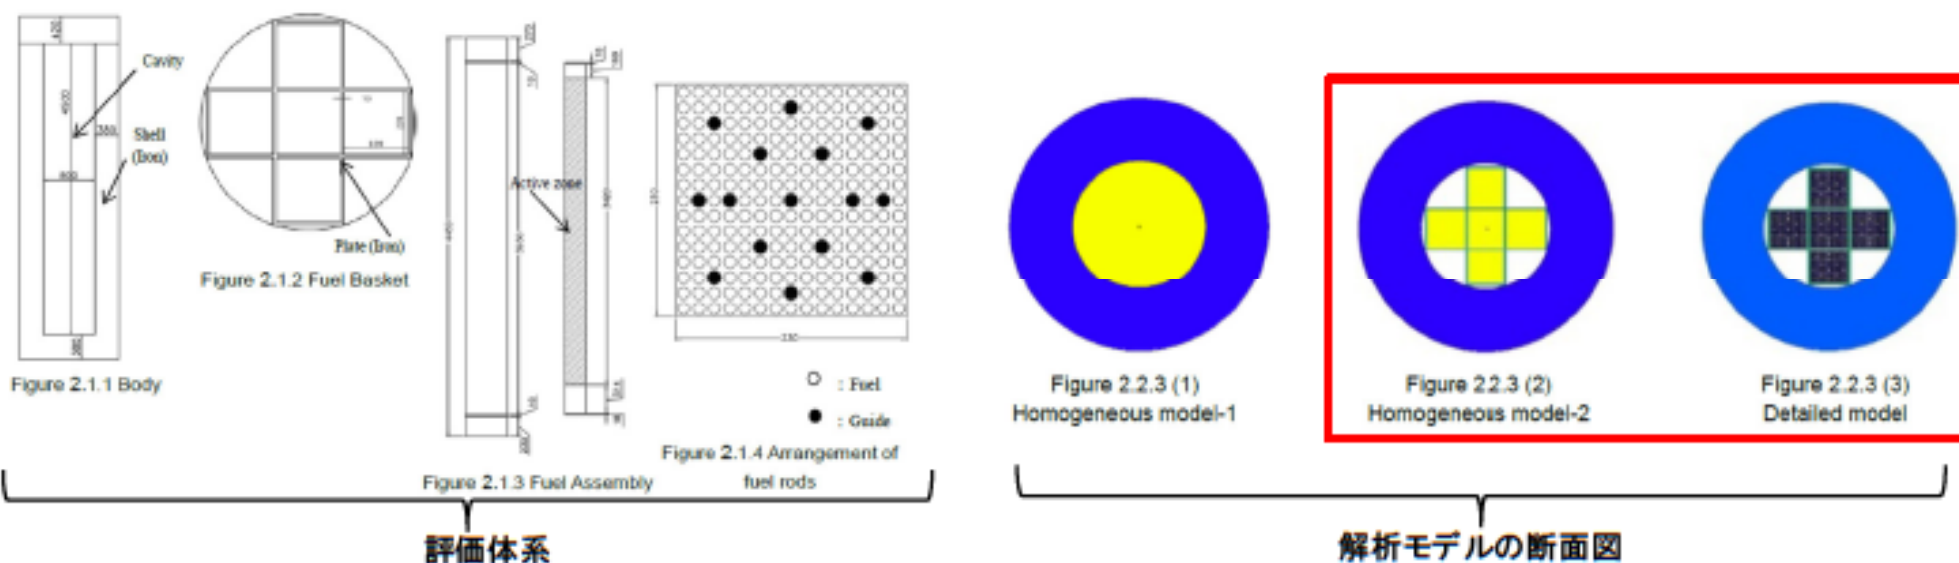 Cavity
Shell
(Iron)
Figure 2.1.1 Body
Plate (Iron)
Figure 2.1.2 Fuel Basket
Active zone
Figure 2.1.3 Fuel Assembly
: Fuel
: Guide
Figure 2.1.4 Arrangement of
fuel rods
評価体系
Figure 2.2.3 (1)
Homogeneous model-1
Figure 2.2.3 (2)
Homogeneous model-2
Figure 2.2.3 (3)
Detailed model
解析モデルの断面図